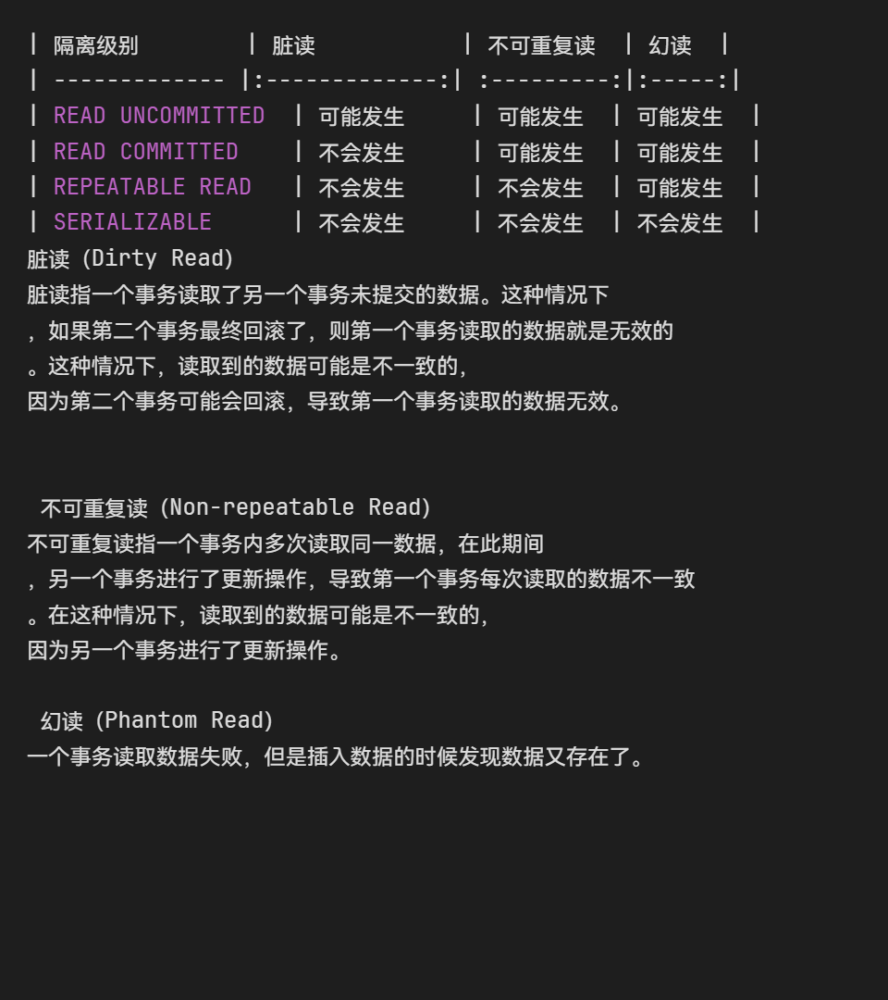 | 隔离级别 | 脏读 | 不可重复读 | 幻读 |
| ------------- |:-------------:| :---------:|:-----:|
| READ UNCOMMITTED | 可能发生 | 可能发生 | 可能发生 |
| READ COMMITTED | 不会发生 | 可能发生 | 可能发生 |
| REPEATABLE READ | 不会发生 | 不会发生 | 可能发生 |
| SERIALIZABLE | 不会发生 | 不会发生 | 不会发生 |
脏读（Dirty Read）
脏读指一个事务读取了另一个事务未提交的数据。这种情况下
，如果第二个事务最终回滚了，则第一个事务读取的数据就是无效的
。这种情况下，读取到的数据可能是不一致的，
因为第二个事务可能会回滚，导致第一个事务读取的数据无效。
不可重复读（Non-repeatable Read）
不可重复读指一个事务内多次读取同一数据，在此期间
，另一个事务进行了更新操作，导致第一个事务每次读取的数据不一致
。在这种情况下，读取到的数据可能是不一致的，
因为另一个事务进行了更新操作。
幻读（Phantom Read）
一个事务读取数据失败，但是插入数据的时候发现数据又存在了。